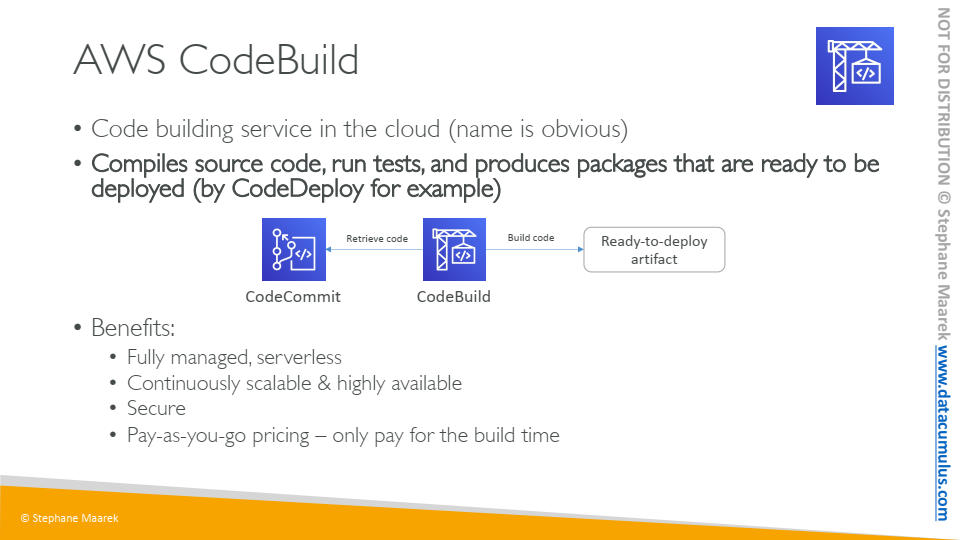 AWS CodeBuild
• Code building service in the cloud (name is obvious)
• Compiles source code, run tests, and produces packages that are ready to be
deployed (by CodeDeploy for example)
Retrieve code
Build code
Ready-to-deploy
artifact
CodeCommit
CodeBuild
• Benefits:
• Fully managed, serverless
• Continuously scalable & highly available
• Secure
• Pay-as-you-go pricing – only pay for the build time
© Stephane Maarek
NOT FOR DISTRIBUTION © Stephane Maarek www.datacumulus.com